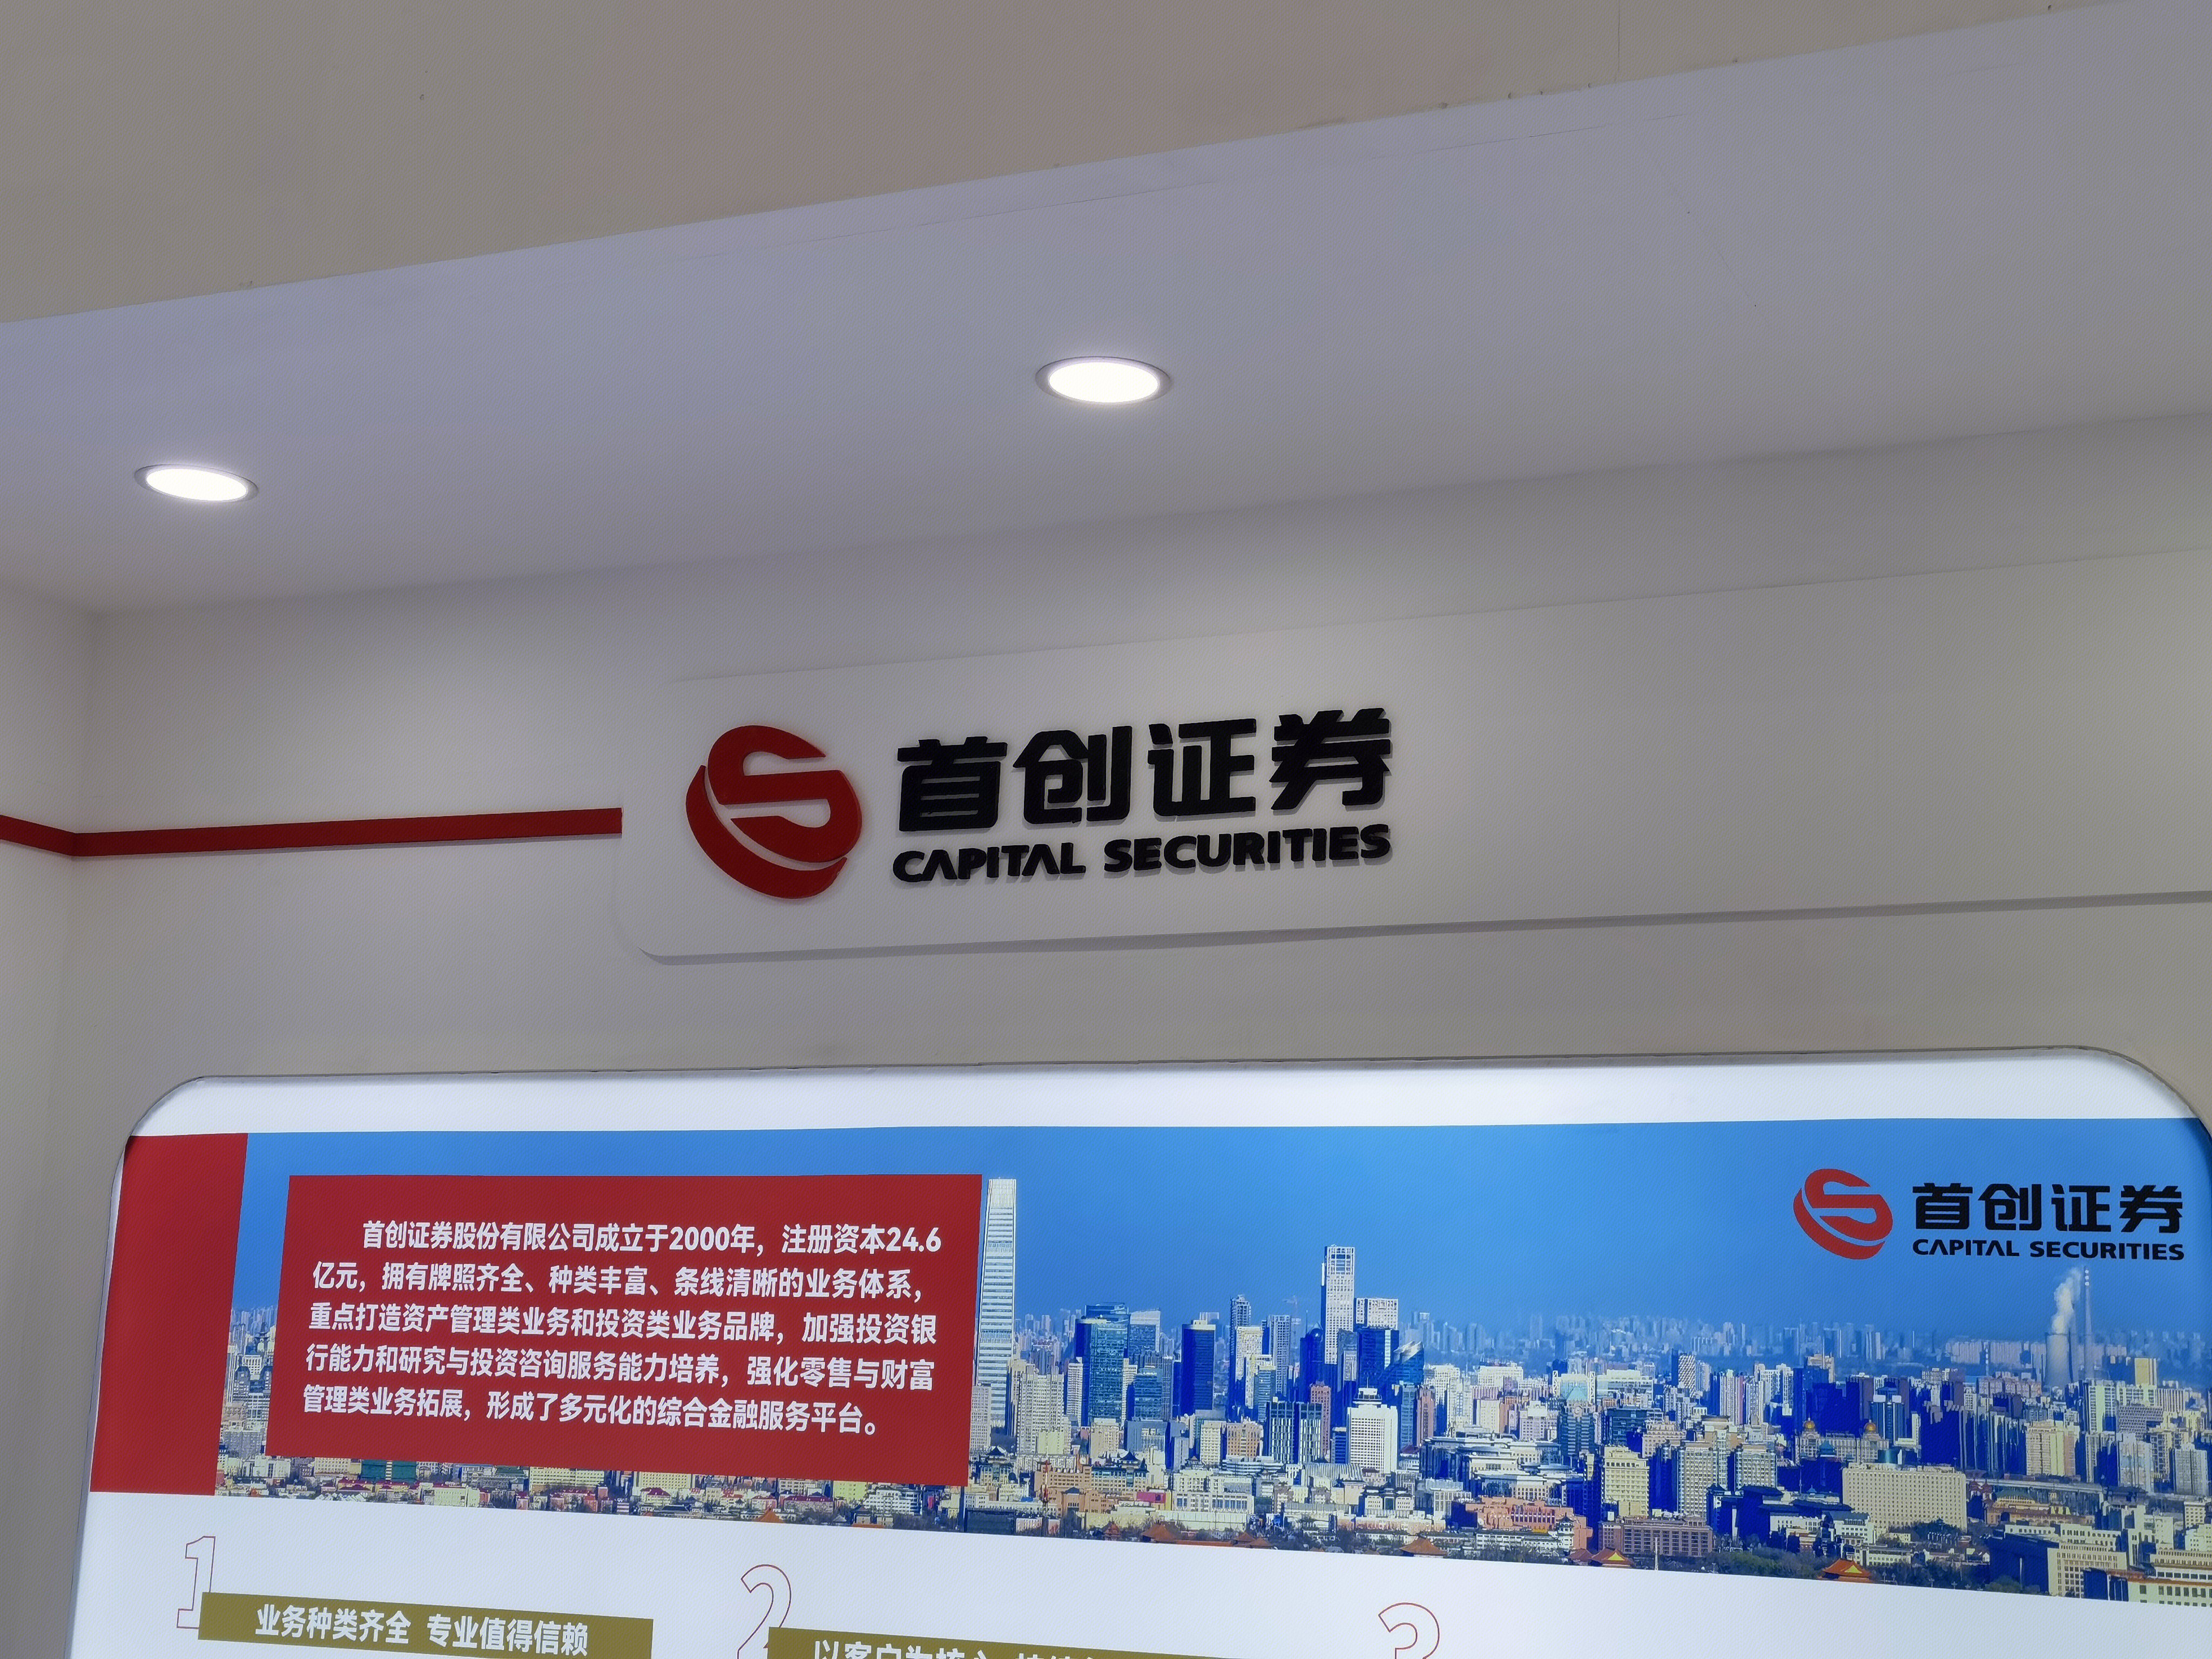 首创证券
CAPITAL SECURITIES
首创证券
CAPITAL SECURITIES
首创证券股份有限公司成立于2000年，注册资本24.6
亿元，拥有牌照齐全、种类丰富、条线清晰的业务体系，
重点打造资产管理类业务和投资类业务品牌，加强投资银
行能力和研究与投资咨询服务能力培养，强化零售与财富
管理类业务拓展，形成了多元化的综合金融服务平台。
1
业务种类齐全 专业值得信赖
2
以客户为核心